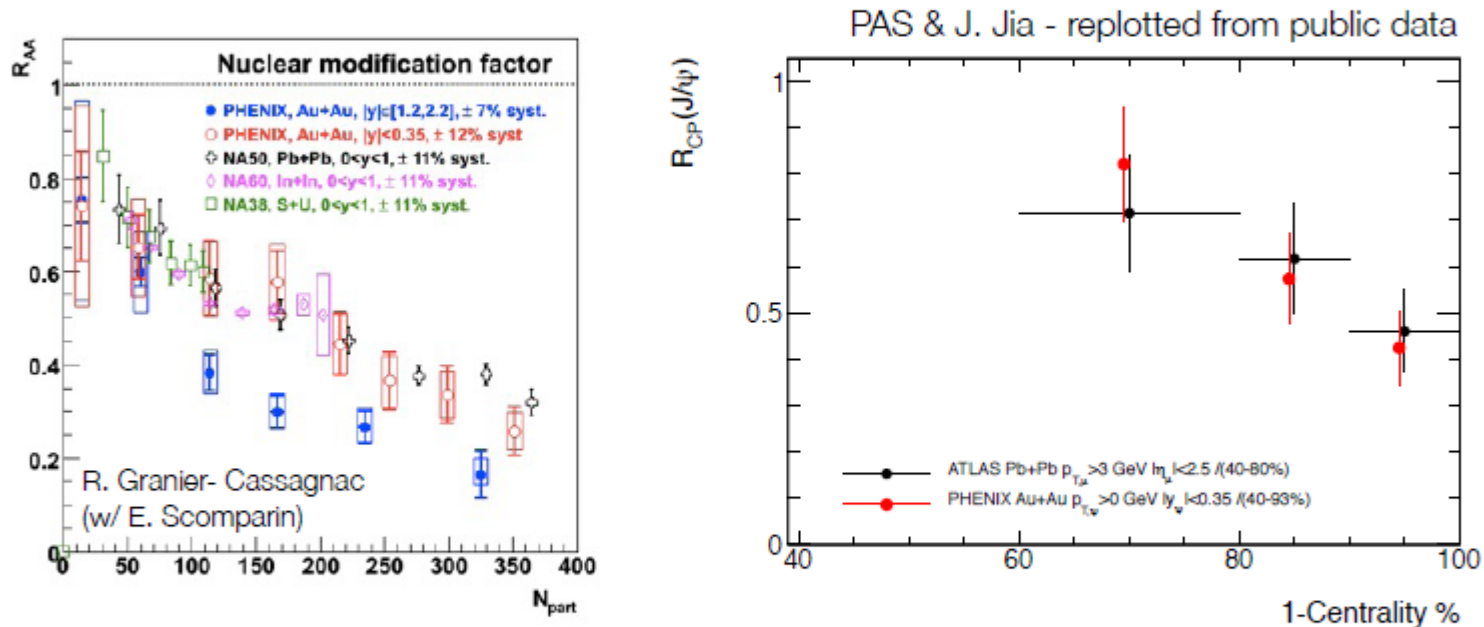 R_AA
Nuclear modification factor
PHENIX, Au+Au, |y|∈[1.2,2.2], ± 7% syst.
PHENIX, Au+Au, |y|<0.35, ± 12% syst
NA50, Pb+Pb, 0<y<1, ± 11% syst.
NA60, In+In, 0<y<1, ± 11% syst.
NA38, S+U, 0<y<1, ± 11% syst.
1
0.8
0.6
0.4
0.2
0
R. Granier- Cassagnac
(w/ E. Scomparin)
0 50 100 150 200 250 300 350 400
N_part
PAS & J. Jia - replotted from public data
R_CP(J/ψ)
1
0.5
0
ATLAS Pb+Pb p_T,μ>3 GeV |η_μ|<2.5 /(40-80%)
PHENIX Au+Au p_T,ψ>0 GeV |y_ψ|<0.35 /(40-93%)
40 60 80 100
1-Centrality %